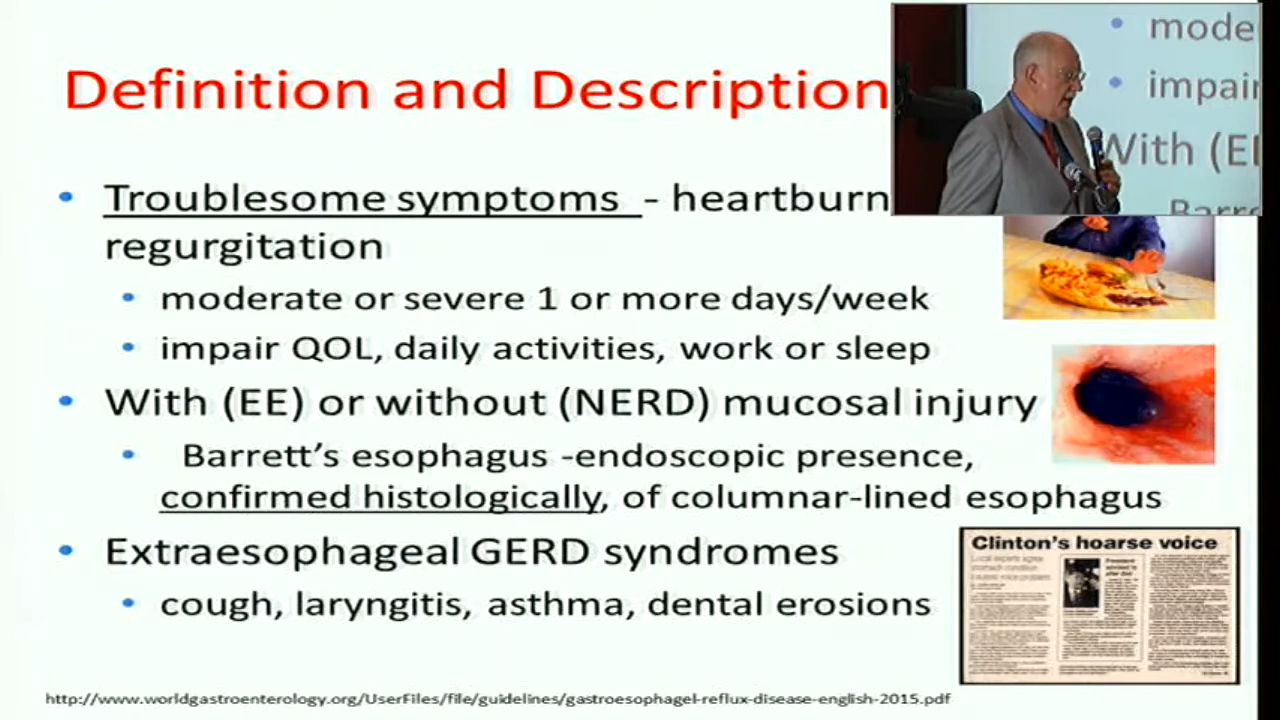 Definition and Description
• Troublesome symptoms - heartburn
regurgitation
• moderate or severe 1 or more days/week
• impair QOL, daily activities, work or sleep
• With (EE) or without (NERD) mucosal injury
• Barrett’s esophagus -endoscopic presence,
confirmed histologically, of columnar-lined esophagus
• Extraesophageal GERD syndromes
• cough, laryngitis, asthma, dental erosions
http://www.worldgastroenterology.org/UserFiles/file/guidelines/gastroesophagel-reflux-disease-english-2015.pdf
• mode
• impair
With (E
Barre
Clinton's hoarse voice